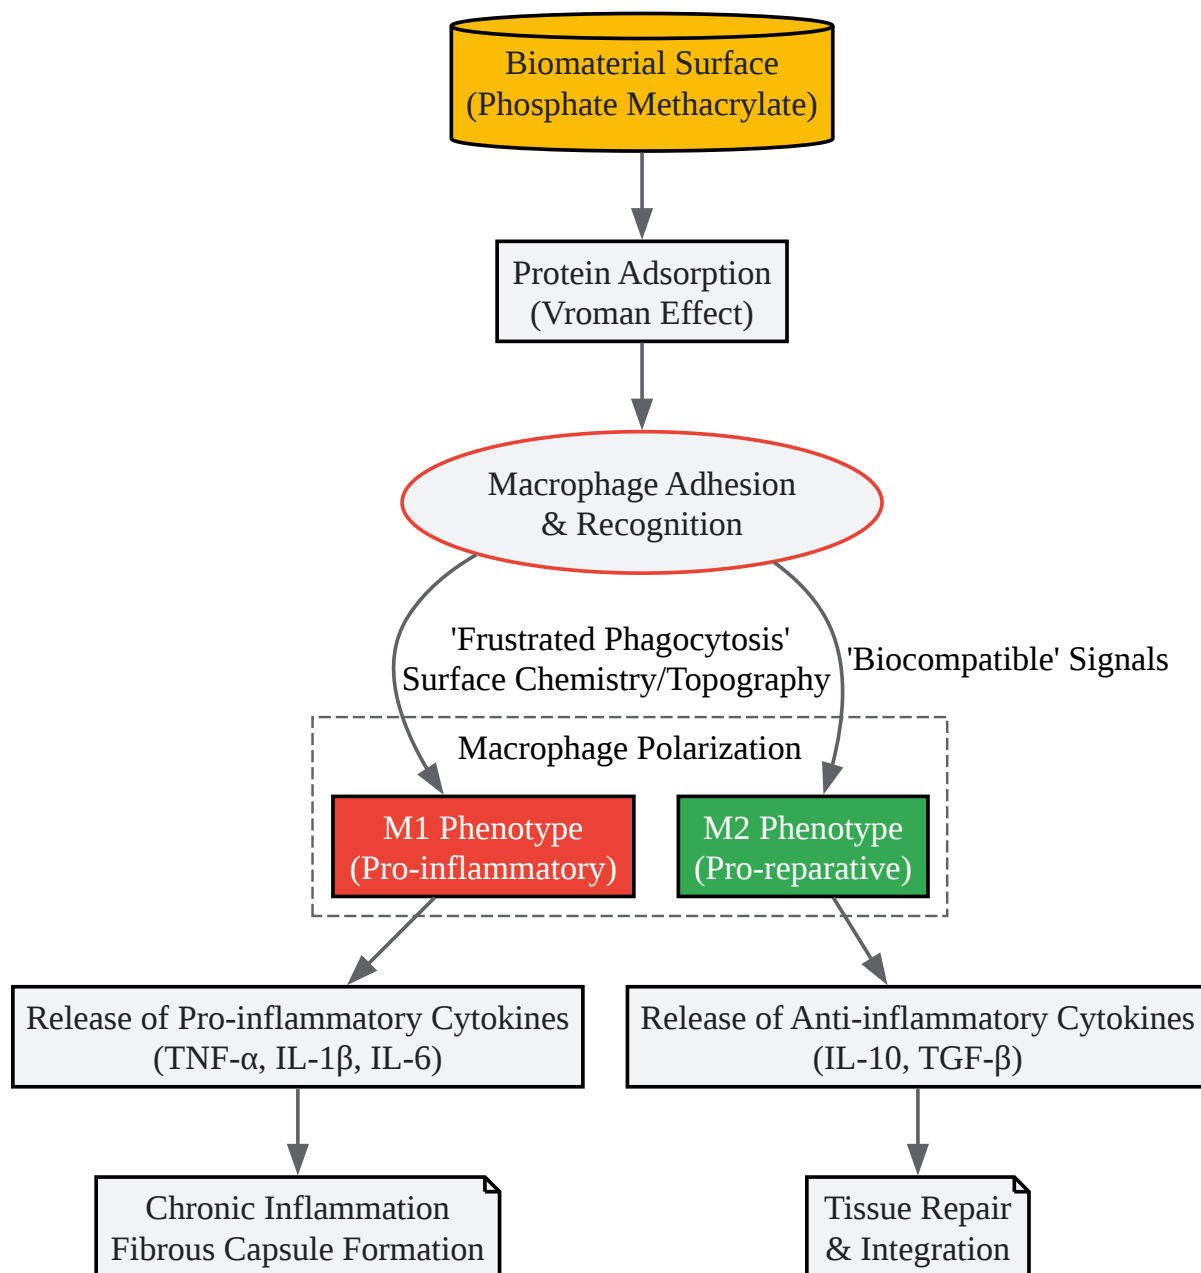 Biomaterial Surface
(Phosphate Methacrylate)
Protein Adsorption
(Vroman Effect)
Macrophage Adhesion
& Recognition
'Frustrated Phagocytosis'
Surface Chemistry/Topography
'Biocompatible' Signals
Macrophage Polarization
M1 Phenotype
(Pro-inflammatory)
M2 Phenotype
(Pro-reparative)
Release of Pro-inflammatory Cytokines
(TNF-α, IL-1β, IL-6)
Release of Anti-inflammatory Cytokines
(IL-10, TGF-β)
Chronic Inflammation
Fibrous Capsule Formation
Tissue Repair
& Integration